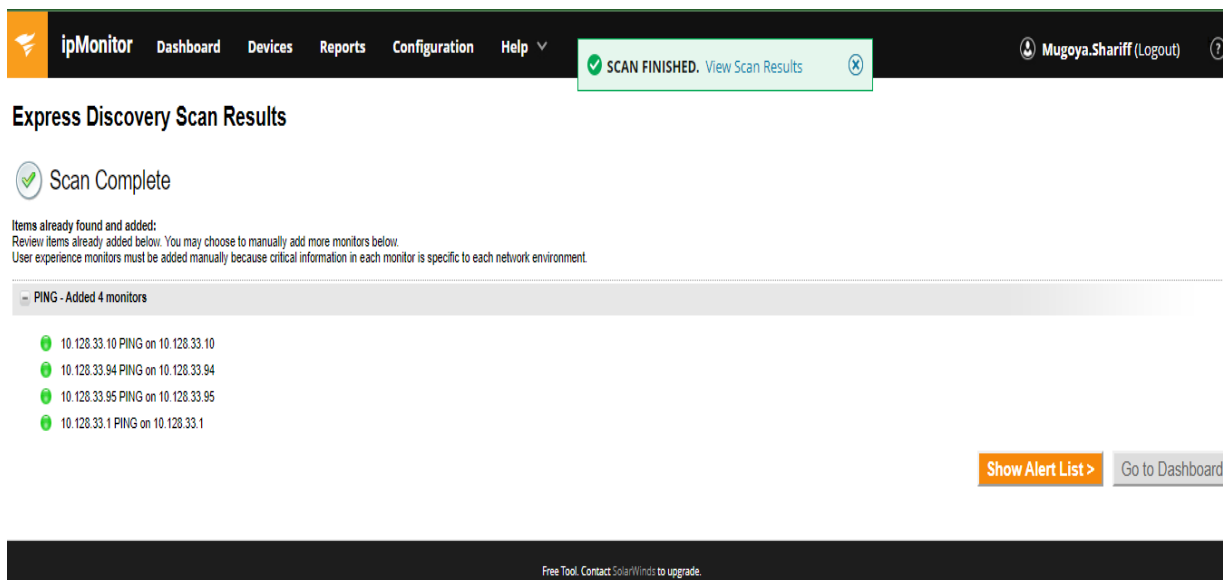 ipMonitor Dashboard Devices Reports Configuration Help
SCAN FINISHED. View Scan Results
Mugoya.Shariff (Logout) ?
Express Discovery Scan Results
Scan Complete
Items already found and added:
Review items already added below. You may choose to manually add more monitors below.
User experience monitors must be added manually because critical information in each monitor is specific to each network environment.
PING - Added 4 monitors
10.128.33.10 PING on 10.128.33.10
10.128.33.94 PING on 10.128.33.94
10.128.33.95 PING on 10.128.33.95
10.128.33.1 PING on 10.128.33.1
Show Alert List > Go to Dashboard
Free Tool. Contact SolarWinds to upgrade.